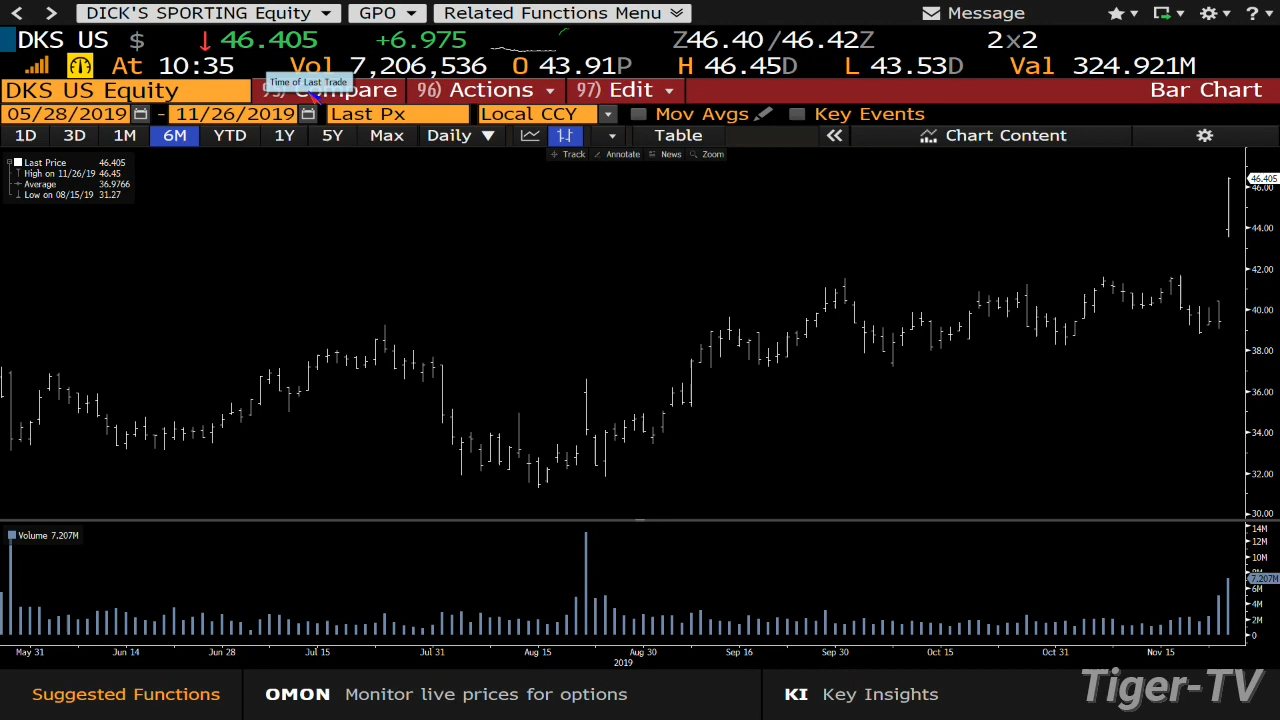 DICK'S SPORTING Equity GPO Related Functions Menu Message
DKS US $ 46.405 +6.975 Z46.40/46.42Z 2x2
At 10:35 Vol 7,206,536 O 43.91P H 46.45D L 43.53D Val 324.921M
Time of Last Trade
DKS US Equity Compare 96) Actions 97) Edit Bar Chart
05/28/2019 - 11/26/2019 Last Px Local CCY Mov Avgs Key Events
1D 3D 1M 6M YTD 1Y 5Y Max Daily Table Chart Content
Track Annotate News Zoom
Last Price 46.405
High on 11/26/19 46.45
Average 36.9766
Low on 08/15/19 31.27
46.405
46.00
44.00
42.00
40.00
38.00
36.00
34.00
32.00
30.00
Volume 7.207M
14M
12M
10M
7.207M
6M
4M
2M
0
May 31 Jun 14 Jun 28 Jul 15 Jul 31 Aug 15 Aug 30 Sep 16 Sep 30 Oct 15 Oct 31 Nov 15
2019
Suggested Functions OMON Monitor live prices for options KI Key Insights
Tiger-TV